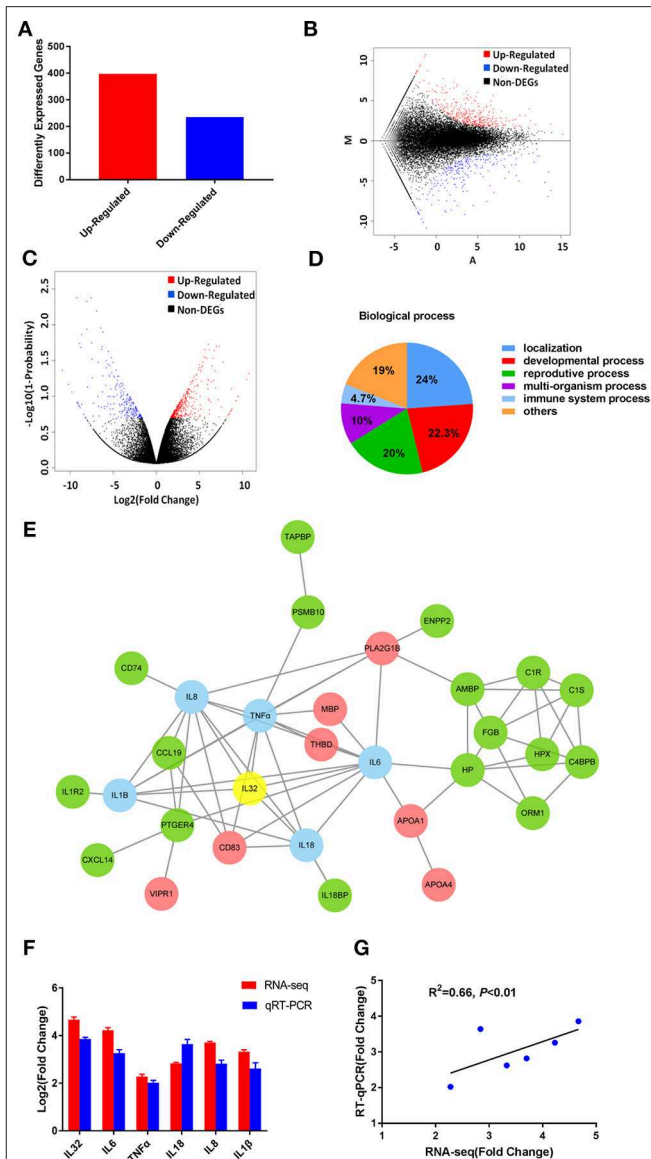 A
Differently Expressed Genes
500
400
300
200
100
0
Up-Regulated
Down-Regulated
B
Up-Regulated
Down-Regulated
Non-DEGs
M
10
5
0
-5
-10
-5
0
5
10
15
A
C
Up-Regulated
Down-Regulated
Non-DEGs
-Log10(1-Probability)
2.5
2.0
1.5
1.0
0.5
0.0
-10
-5
0
5
10
Log2(Fold Change)
D
Biological process
19%
24%
4.7%
10%
20%
22.3%
localization
developmental process
reprodutive process
multi-organism process
immune system process
others
E
TAPBP
PSMB10
ENPP2
PLA2G1B
CD74
IL8
TNFα
MBP
THBD
AMBP
C1R
C1S
FGB
HPX
C4BPB
HP
ORM1
CCL19
IL6
IL32
IL1R2
IL1B
PTGER4
CD83
IL18
APOA1
CXCL14
VIPR1
IL18BP
APOA4
F
RNA-seq
qRT-PCR
Log2(Fold Change)
6
4
2
0
IL32
IL6
TNFα
IL18
IL8
IL1β
G
R2=0.66, P<0.01
RT-qPCR(Fold Change)
4
3
2
1
1
2
3
4
5
RNA-seq(Fold Change)